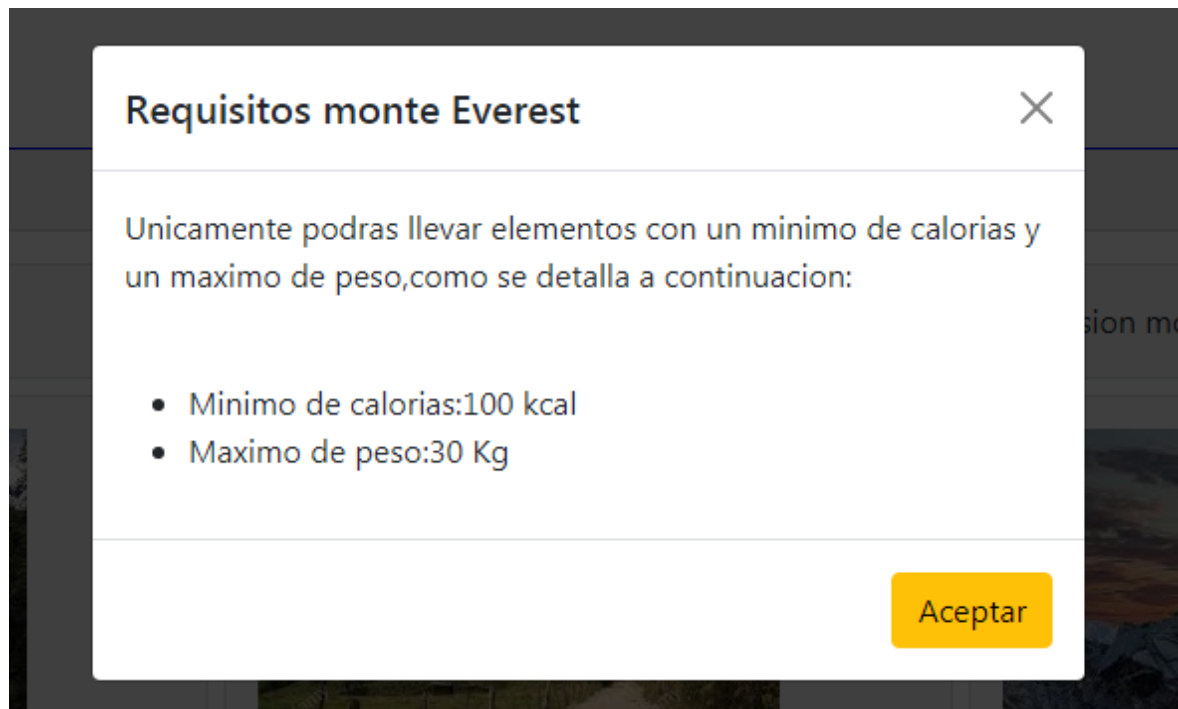 Requisitos monte Everest
Unicamente podras llevar elementos con un minimo de calorias y
un maximo de peso,como se detalla a continuacion:
sion
Minimo de calorias:100 kcal
Maximo de peso:30 Kg
Aceptar